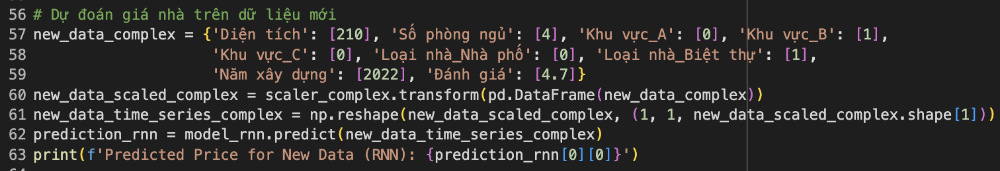 56 # Dự đoán giá nhà trên dữ liệu mới
57 new_data_complex = {'Diện tích': [210], 'Số phòng ngủ': [4], 'Khu vực_A': [0], 'Khu vực_B': [1],
58                     'Khu vực_C': [0], 'Loại nhà_Nhà phố': [0], 'Loại nhà_Biệt thự': [1],
59                     'Năm xây dựng': [2022], 'Đánh giá': [4.7]}
60 new_data_scaled_complex = scaler_complex.transform(pd.DataFrame(new_data_complex))
61 new_data_time_series_complex = np.reshape(new_data_scaled_complex, (1, 1, new_data_scaled_complex.shape[1]))
62 prediction_rnn = model_rnn.predict(new_data_time_series_complex)
63 print(f'Predicted Price for New Data (RNN): {prediction_rnn[0][0]}')